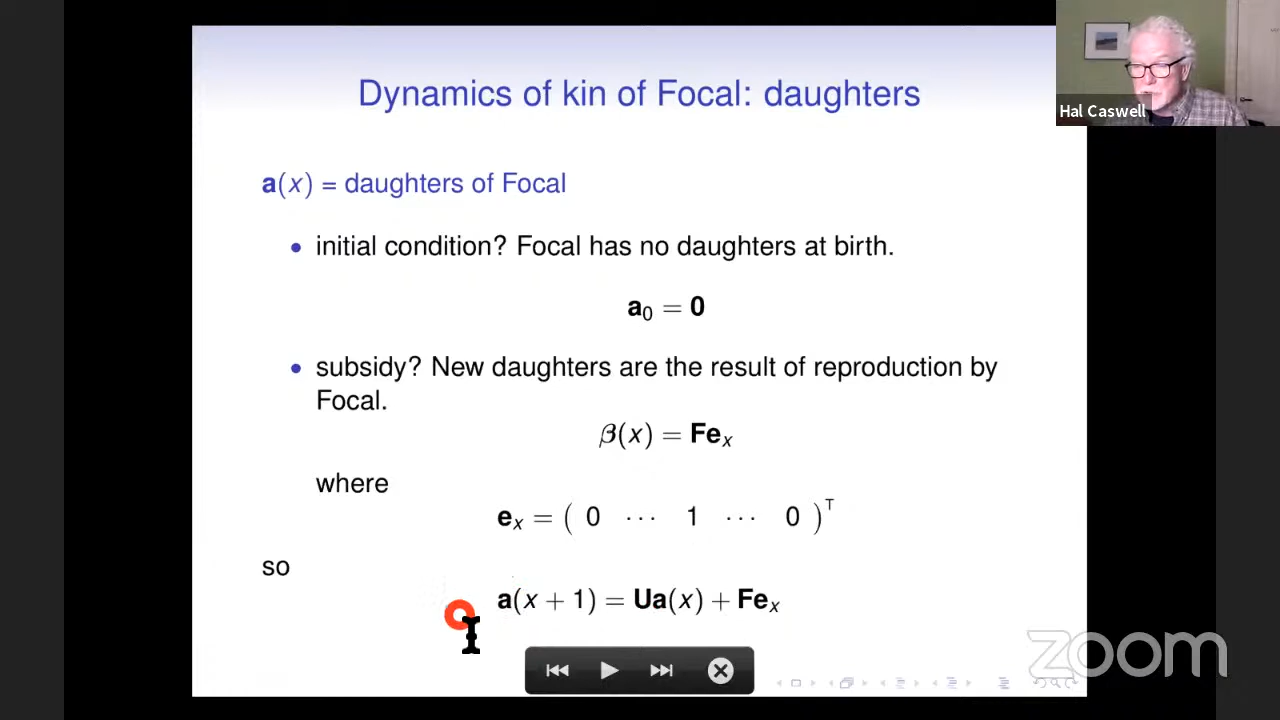 Dynamics of kin of Focal: daughters
Hal Caswell
a(x) = daughters of Focal
• initial condition? Focal has no daughters at birth.
a₀ = 0
• subsidy? New daughters are the result of reproduction by
Focal.
β(x) = Feₓ
where
eₓ = ( 0 ⋯ 1 ⋯ 0 )ᵀ
so
a(x + 1) = Ua(x) + Feₓ
zoom